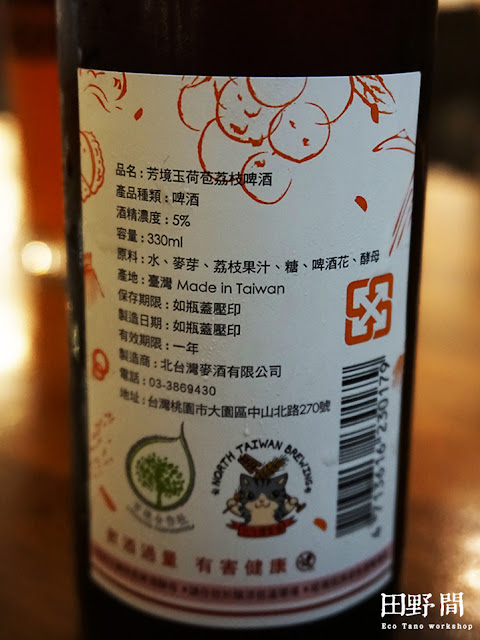 品名：芳境玉荷苞荔枝啤酒
產品種類：啤酒
酒精濃度：5%
容量：330ml
原料：水、麥芽、荔枝果汁、糖、啤酒花、酵母
產地：臺灣 Made in Taiwan
保存期限：如瓶蓋壓印
製造日期：如瓶蓋壓印
有效期限：一年
製造商：北台灣麥酒有限公司
電話：03-3869430
地址：台灣桃園市大園區中山北路270號
NORTH TAIWAN BREWING
4 715616 230179
飲酒過量 有害健康
田野間
Eco Tano workshop